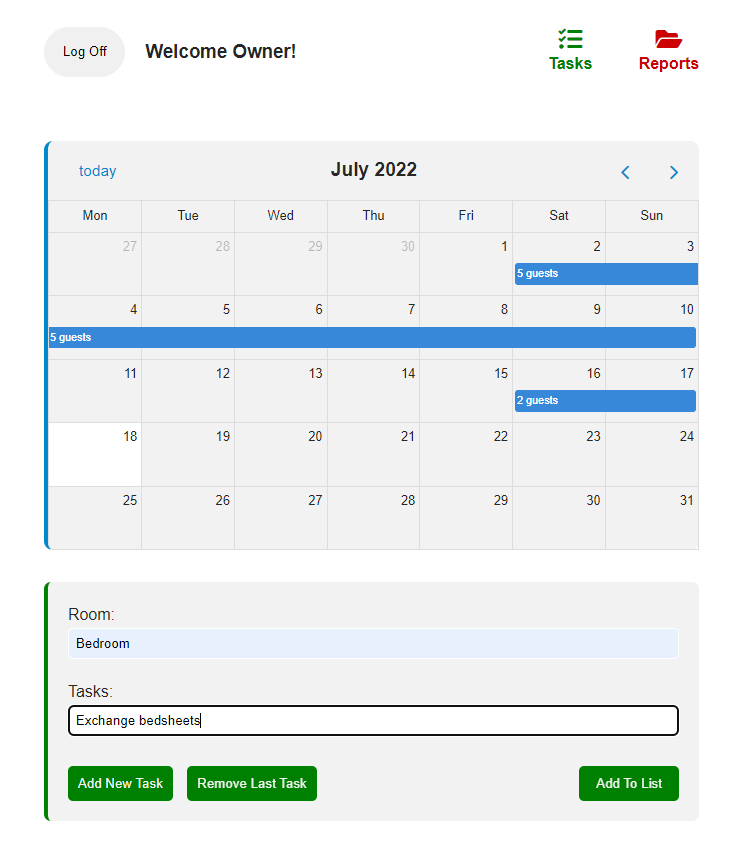 Log Off
Welcome Owner!
Tasks
Reports
today
July 2022
Mon Tue Wed Thu Fri Sat Sun
27 28 29 30 1 2 3
5 guests
4 5 6 7 8 9 10
5 guests
11 12 13 14 15 16 17
2 guests
18 19 20 21 22 23 24
25 26 27 28 29 30 31
Room:
Bedroom
Tasks:
Exchange bedsheets
Add New Task Remove Last Task Add To List